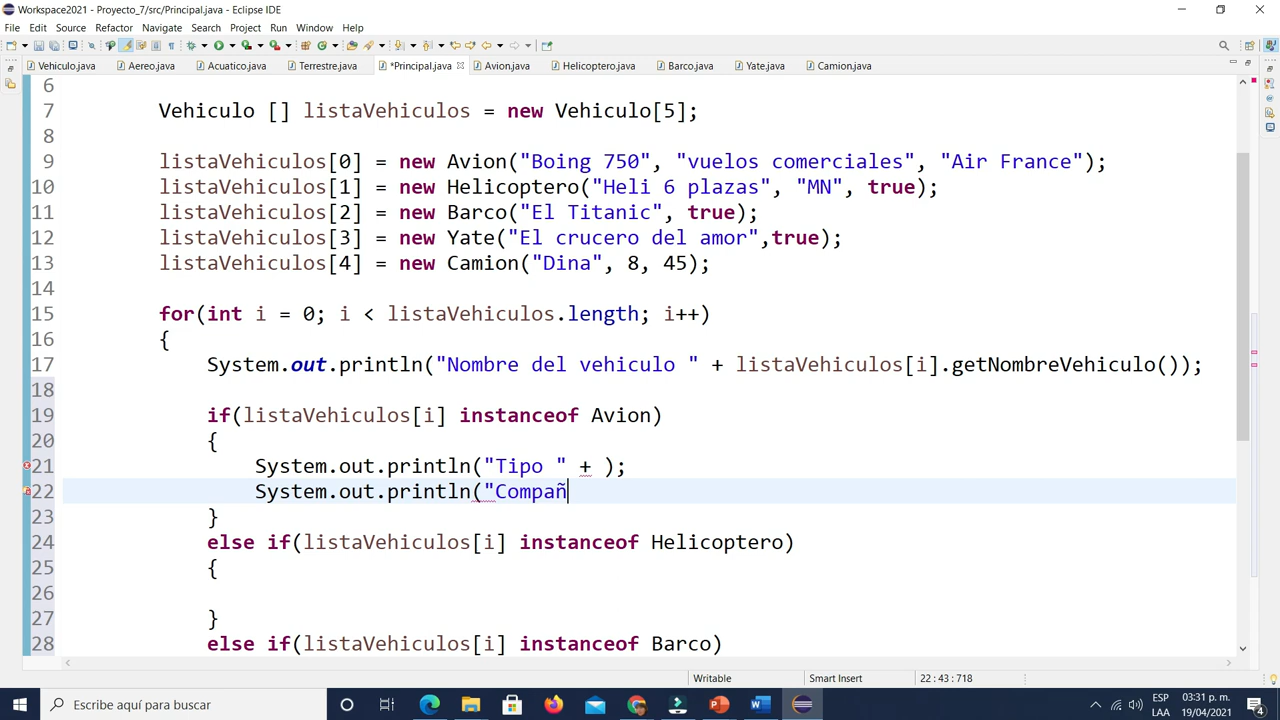 Workspace2021 - Proyecto_7/src/Principal.java - Eclipse IDE
File Edit Source Refactor Navigate Search Project Run Window Help
Vehiculo.java Aereo.java Acuatico.java Terrestre.java *Principal.java Avion.java Helicoptero.java Barco.java Yate.java Camion.java
6
7 Vehiculo [] listaVehiculos = new Vehiculo[5];
8
9 listaVehiculos[0] = new Avion("Boing 750", "vuelos comerciales", "Air France");
10 listaVehiculos[1] = new Helicoptero("Heli 6 plazas", "MN", true);
11 listaVehiculos[2] = new Barco("El Titanic", true);
12 listaVehiculos[3] = new Yate("El crucero del amor",true);
13 listaVehiculos[4] = new Camion("Dina", 8, 45);
14
15 for(int i = 0; i < listaVehiculos.length; i++)
16 {
17 System.out.println("Nombre del vehiculo " + listaVehiculos[i].getNombreVehiculo());
18
19 if(listaVehiculos[i] instanceof Avion)
20 {
21 System.out.println("Tipo " + );
22 System.out.println("Compañ
23 }
24 else if(listaVehiculos[i] instanceof Helicoptero)
25 {
26
27 }
28 else if(listaVehiculos[i] instanceof Barco)
Writable Smart Insert 22 : 43 : 718
Escribe aquí para buscar
ESP
LAA
03:31 p. m.
19/04/2021
4